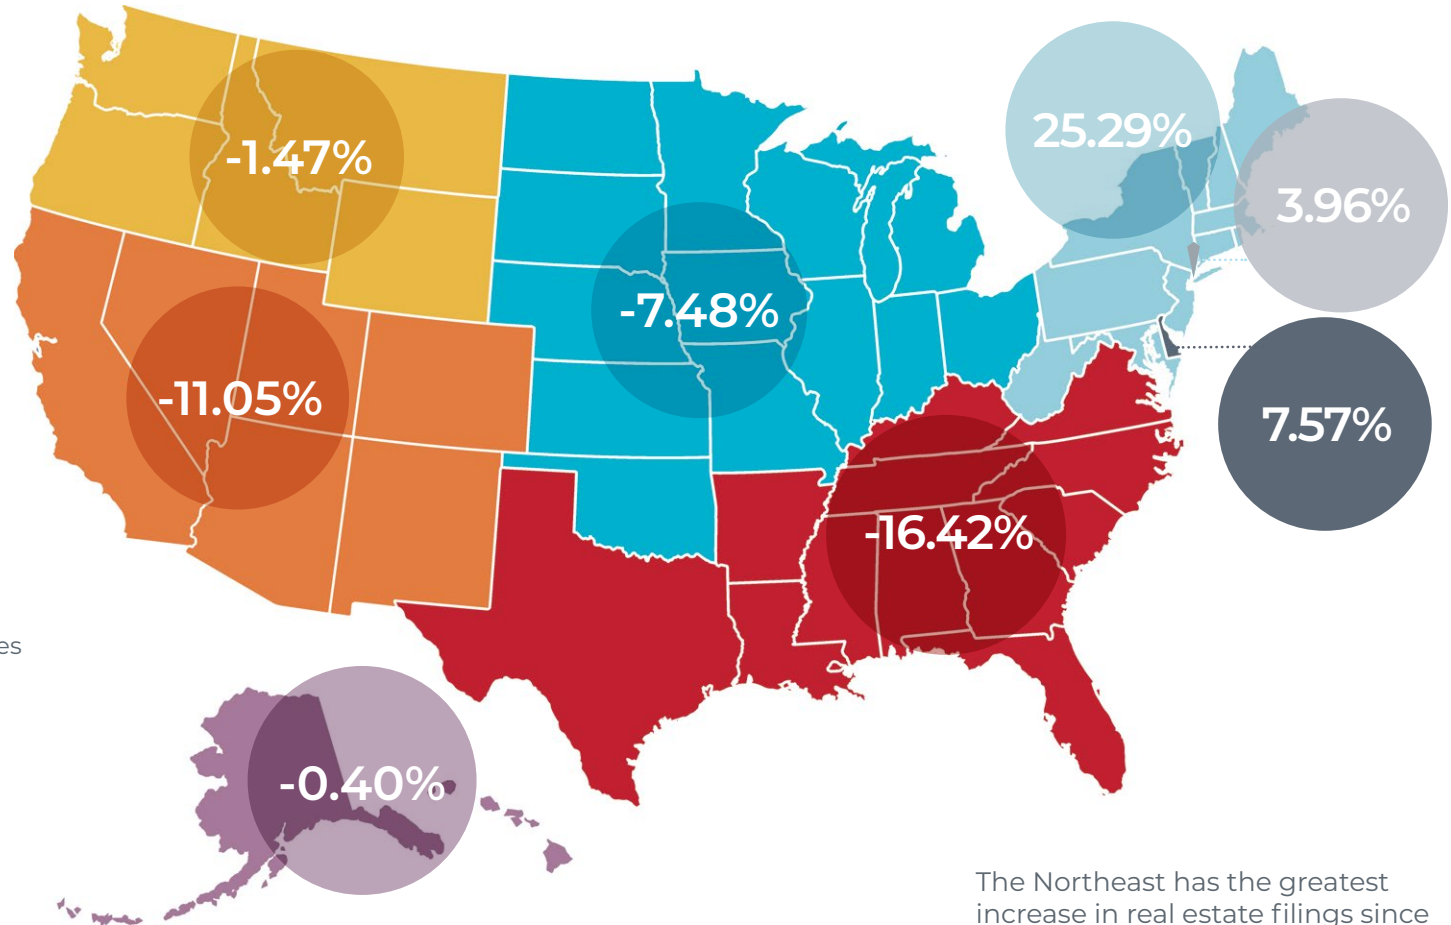 25.29%
-1.47%
3.96%
-7.48%
-11.05%
7.57%
-16.42%
es
-0.40%
The Northeast has the greatest
increase in real estate filings since